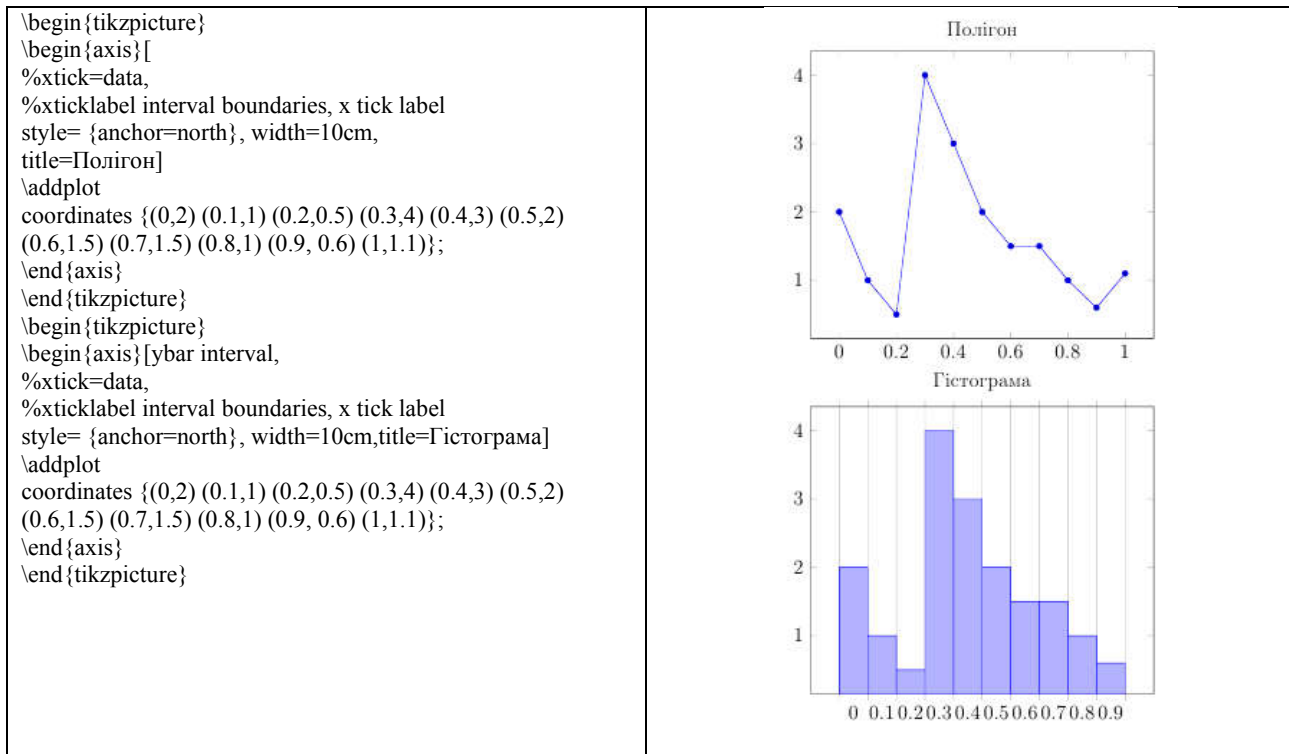 \begin{tikzpicture}
\begin{axis}[
%xtick=data,
%xticklabel interval boundaries, x tick label
style= {anchor=north}, width=10cm,
title=Полігон]
\addplot
coordinates {(0,2) (0.1,1) (0.2,0.5) (0.3,4) (0.4,3) (0.5,2)
(0.6,1.5) (0.7,1.5) (0.8,1) (0.9, 0.6) (1,1.1)};
\end{axis}
\end{tikzpicture}
\begin{tikzpicture}
\begin{axis}[ybar interval,
%xtick=data,
%xticklabel interval boundaries, x tick label
style= {anchor=north}, width=10cm,title=Гістограма]
\addplot
coordinates {(0,2) (0.1,1) (0.2,0.5) (0.3,4) (0.4,3) (0.5,2)
(0.6,1.5) (0.7,1.5) (0.8,1) (0.9, 0.6) (1,1.1)};
\end{axis}
\end{tikzpicture}
Полігон
4
3
2
1
0 0.2 0.4 0.6 0.8 1
Гістограма
4
3
2
1
0 0.1 0.2 0.3 0.4 0.5 0.6 0.7 0.8 0.9